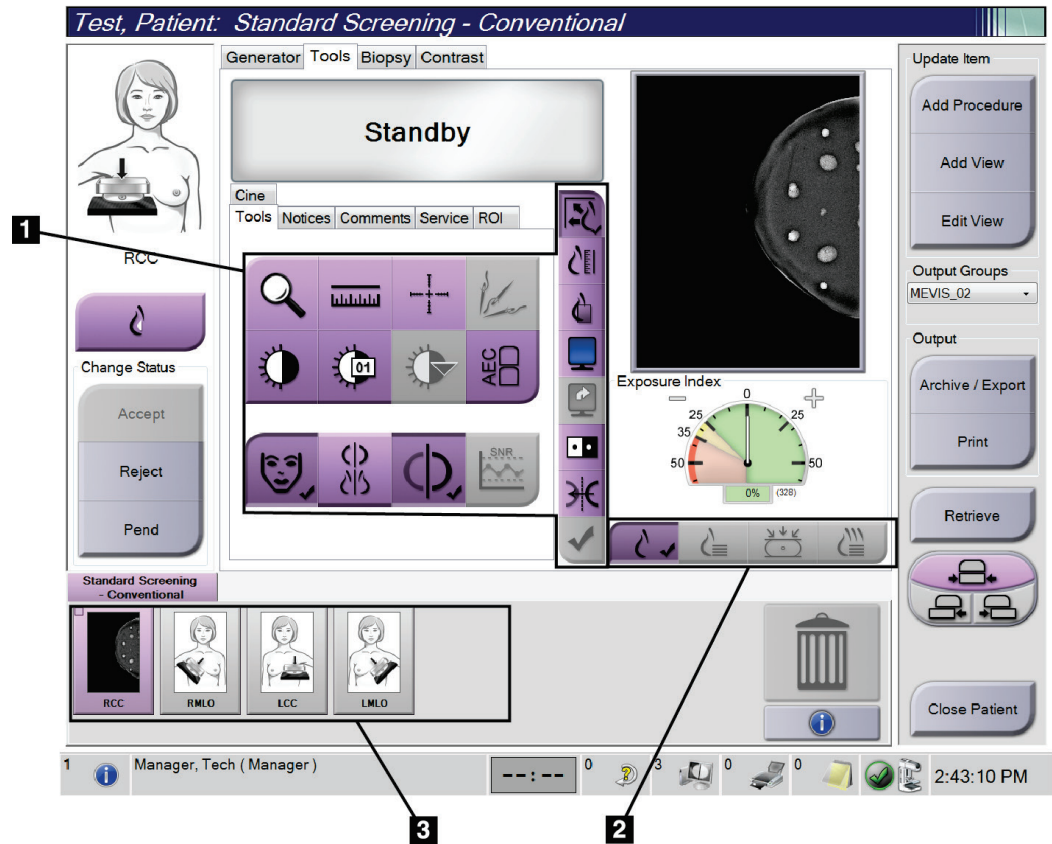 Test, Patient: Standard Screening - Conventional
Generator Tools Biopsy Contrast
Standby
Cine
Tools Notices Comments Service ROI
1
RCC
01
AEC
SNR
Change Status
Accept
Reject
Pend
Exposure Index
0
25 25
35
50 50
0% (328)
Update Item
Add Procedure
Add View
Edit View
Output Groups
MEVIS_02
Output
Archive / Export
Print
Retrieve
Close Patient
Standard Screening
- Conventional
RCC RMLO LCC LMLO
1 Manager, Tech ( Manager ) --:-- 0 3 0 0 2:43:10 PM
3 2